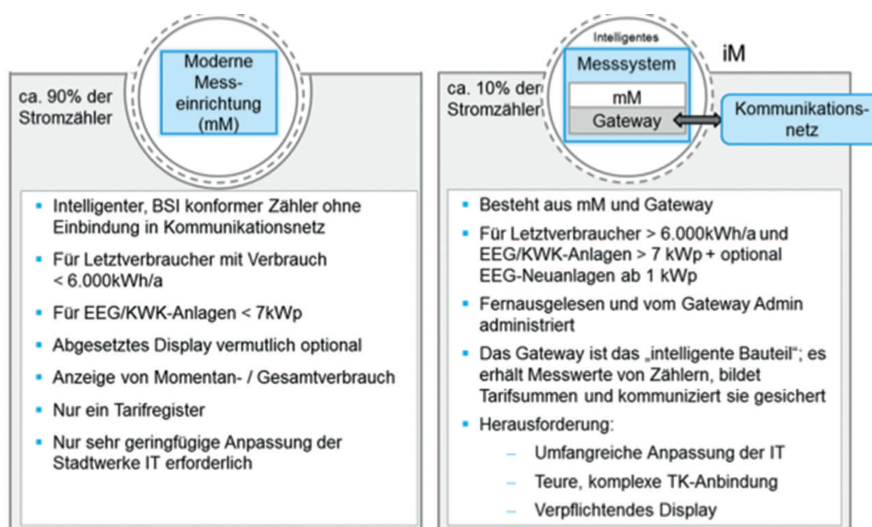 Moderne
Mess-
einrichtung
(mM)
ca. 90% der
Stromzähler
▪ Intelligenter, BSI konformer Zähler ohne
Einbindung in Kommunikationsnetz
▪ Für Letztverbraucher mit Verbrauch
< 6.000kWh/a
▪ Für EEG/KWK-Anlagen < 7kWp
▪ Abgesetztes Display vermutlich optional
▪ Anzeige von Momentan- / Gesamtverbrauch
▪ Nur ein Tarifregister
▪ Nur sehr geringfügige Anpassung der
Stadtwerke IT erforderlich
Intelligentes
Messsystem
mM
Gateway
iM
Kommunikations-
netz
ca. 10% der
Stromzähler
▪ Besteht aus mM und Gateway
▪ Für Letztverbraucher > 6.000kWh/a und
EEG/KWK-Anlagen > 7 kWp + optional
EEG-Neuanlagen ab 1 kWp
▪ Fernausgelesen und vom Gateway Admin
administriert
▪ Das Gateway ist das „intelligente Bauteil“; es
erhält Messwerte von Zählern, bildet
Tarifsummen und kommuniziert sie gesichert
▪ Herausforderung:
– Umfangreiche Anpassung der IT
– Teure, komplexe TK-Anbindung
– Verpflichtendes Display